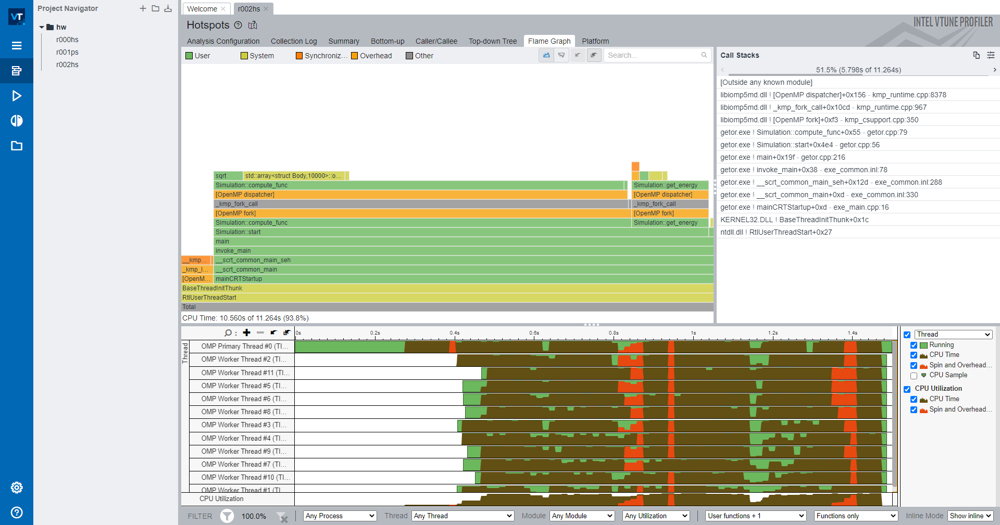 VT
Project Navigator
hw
r000hs
r001ps
r002hs
Welcome
r002hs
Hotspots
INTEL VTUNE PROFILER
Analysis Configuration Collection Log Summary Bottom-up Caller/Callee Top-down Tree Flame Graph Platform
User System Synchroniz... Overhead Other
Search...
sqrt std::array<struct Body,10000>::o...
Simulation::compute_func Simulation::get_energy
[OpenMP dispatcher] [OpenMP dispatcher]
_kmp_fork_call _kmp_fork_call
[OpenMP fork] [OpenMP fork]
Simulation::compute_func Simulation::get_energy
Simulation::start
main
invoke_main
__kmp... __scrt_common_main_seh
_kmp_l... __scrt_common_main
[OpenM... mainCRTStartup
BaseThreadInitThunk
RtlUserThreadStart
Total
CPU Time: 10.560s of 11.264s (93.8%)
Call Stacks
51.5% (5.798s of 11.264s)
[Outside any known module]
libiomp5md.dll ! [OpenMP dispatcher]+0x156 - kmp_runtime.cpp:8378
libiomp5md.dll ! _kmp_fork_call+0x10cd - kmp_runtime.cpp:967
libiomp5md.dll ! [OpenMP fork]+0xf3 - kmp_csupport.cpp:350
getor.exe ! Simulation::compute_func+0x55 - getor.cpp:79
getor.exe ! Simulation::start+0x4e4 - getor.cpp:56
getor.exe ! main+0x19f - getor.cpp:216
getor.exe ! invoke_main+0x38 - exe_common.inl:78
getor.exe ! __scrt_common_main_seh+0x12d - exe_common.inl:288
getor.exe ! __scrt_common_main+0xd - exe_common.inl:330
getor.exe ! mainCRTStartup+0xd - exe_main.cpp:16
KERNEL32.DLL ! BaseThreadInitThunk+0x1c
ntdll.dll ! RtlUserThreadStart+0x27
0s 0.2s 0.4s 0.6s 0.8s 1s 1.2s 1.4s
Thread
OMP Primary Thread #0 (TI...
OMP Worker Thread #2 (TI...
OMP Worker Thread #11 (TI...
OMP Worker Thread #5 (TI...
OMP Worker Thread #6 (TI...
OMP Worker Thread #8 (TI...
OMP Worker Thread #3 (TI...
OMP Worker Thread #4 (TI...
OMP Worker Thread #9 (TI...
OMP Worker Thread #7 (TI...
OMP Worker Thread #10 (TI...
OMP Worker Thread #1 (TI...
CPU Utilization
Thread
Running
CPU Time
Spin and Overhead...
CPU Sample
CPU Utilization
CPU Time
Spin and Overhead...
FILTER 100.0% Any Process Thread Any Thread Module Any Module Any Utilization User functions + 1 Functions only Inline Mode Show inline